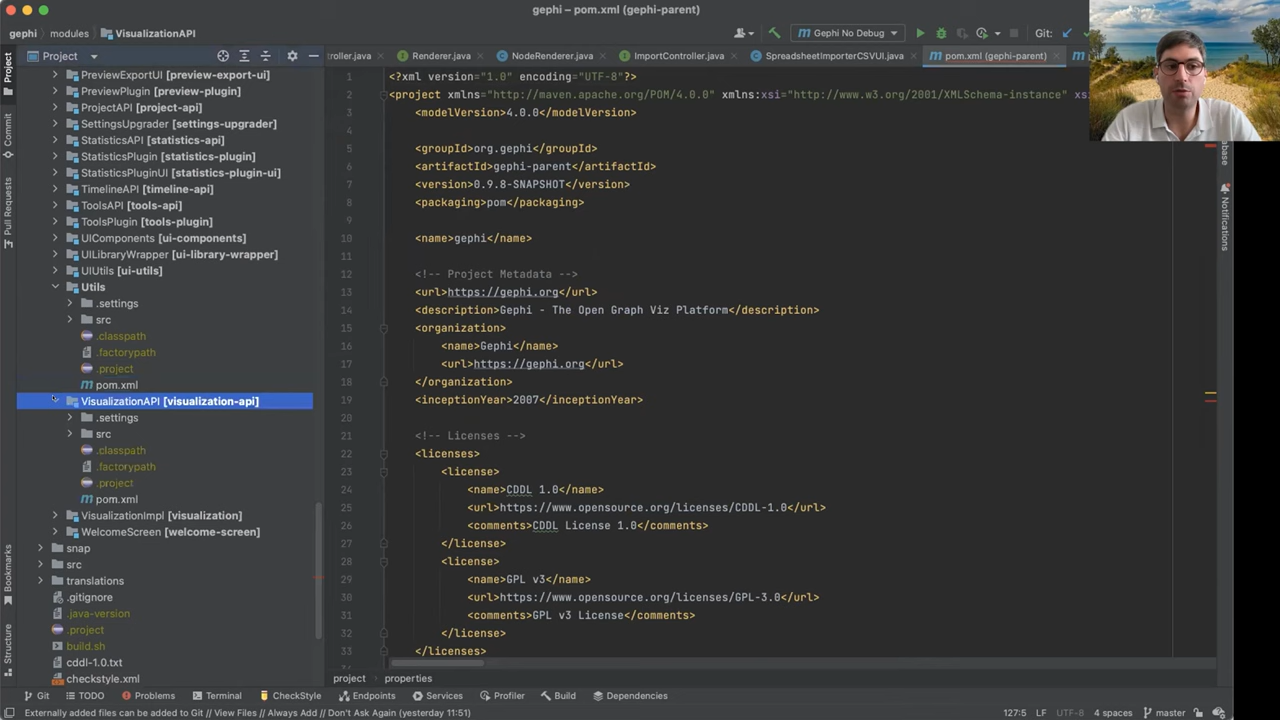 gephi – pom.xml (gephi-parent)
gephi modules VisualizationAPI
Gephi No Debug Git:
Project
roller.java Renderer.java NodeRenderer.java ImportController.java SpreadsheetImporterCSVUI.java pom.xml (gephi-parent)
Project
Commit
Pull Requests
Bookmarks
Structure
PreviewExportUI [preview-export-ui]
PreviewPlugin [preview-plugin]
ProjectAPI [project-api]
SettingsUpgrader [settings-upgrader]
StatisticsAPI [statistics-api]
StatisticsPlugin [statistics-plugin]
StatisticsPluginUI [statistics-plugin-ui]
TimelineAPI [timeline-api]
ToolsAPI [tools-api]
ToolsPlugin [tools-plugin]
UIComponents [ui-components]
UILibraryWrapper [ui-library-wrapper]
UIUtils [ui-utils]
Utils
.settings
src
.classpath
.factorypath
.project
pom.xml
VisualizationAPI [visualization-api]
.settings
src
.classpath
.factorypath
.project
pom.xml
VisualizationImpl [visualization]
WelcomeScreen [welcome-screen]
snap
src
translations
.gitignore
.java-version
.project
build.sh
cddl-1.0.txt
checkstyle.xml
1 <?xml version="1.0" encoding="UTF-8"?>
2 <project xmlns="http://maven.apache.org/POM/4.0.0" xmlns:xsi="http://www.w3.org/2001/XMLSchema-instance" xs
3 <modelVersion>4.0.0</modelVersion>
4
5 <groupId>org.gephi</groupId>
6 <artifactId>gephi-parent</artifactId>
7 <version>0.9.8-SNAPSHOT</version>
8 <packaging>pom</packaging>
9
10 <name>gephi</name>
11
12 <!-- Project Metadata -->
13 <url>https://gephi.org</url>
14 <description>Gephi - The Open Graph Viz Platform</description>
15 <organization>
16 <name>Gephi</name>
17 <url>https://gephi.org</url>
18 </organization>
19 <inceptionYear>2007</inceptionYear>
20
21 <!-- Licenses -->
22 <licenses>
23 <license>
24 <name>CDDL 1.0</name>
25 <url>https://www.opensource.org/licenses/CDDL-1.0</url>
26 <comments>CDDL License 1.0</comments>
27 </license>
28 <license>
29 <name>GPL v3</name>
30 <url>https://www.opensource.org/licenses/GPL-3.0</url>
31 <comments>GPL v3 License</comments>
32 </license>
33 </licenses>
project properties
abase
Notifications
Git TODO Problems Terminal CheckStyle Endpoints Services Profiler Build Dependencies
Externally added files can be added to Git // View Files // Always Add // Don't Ask Again (yesterday 11:51) 127:5 LF UTF-8 4 spaces master